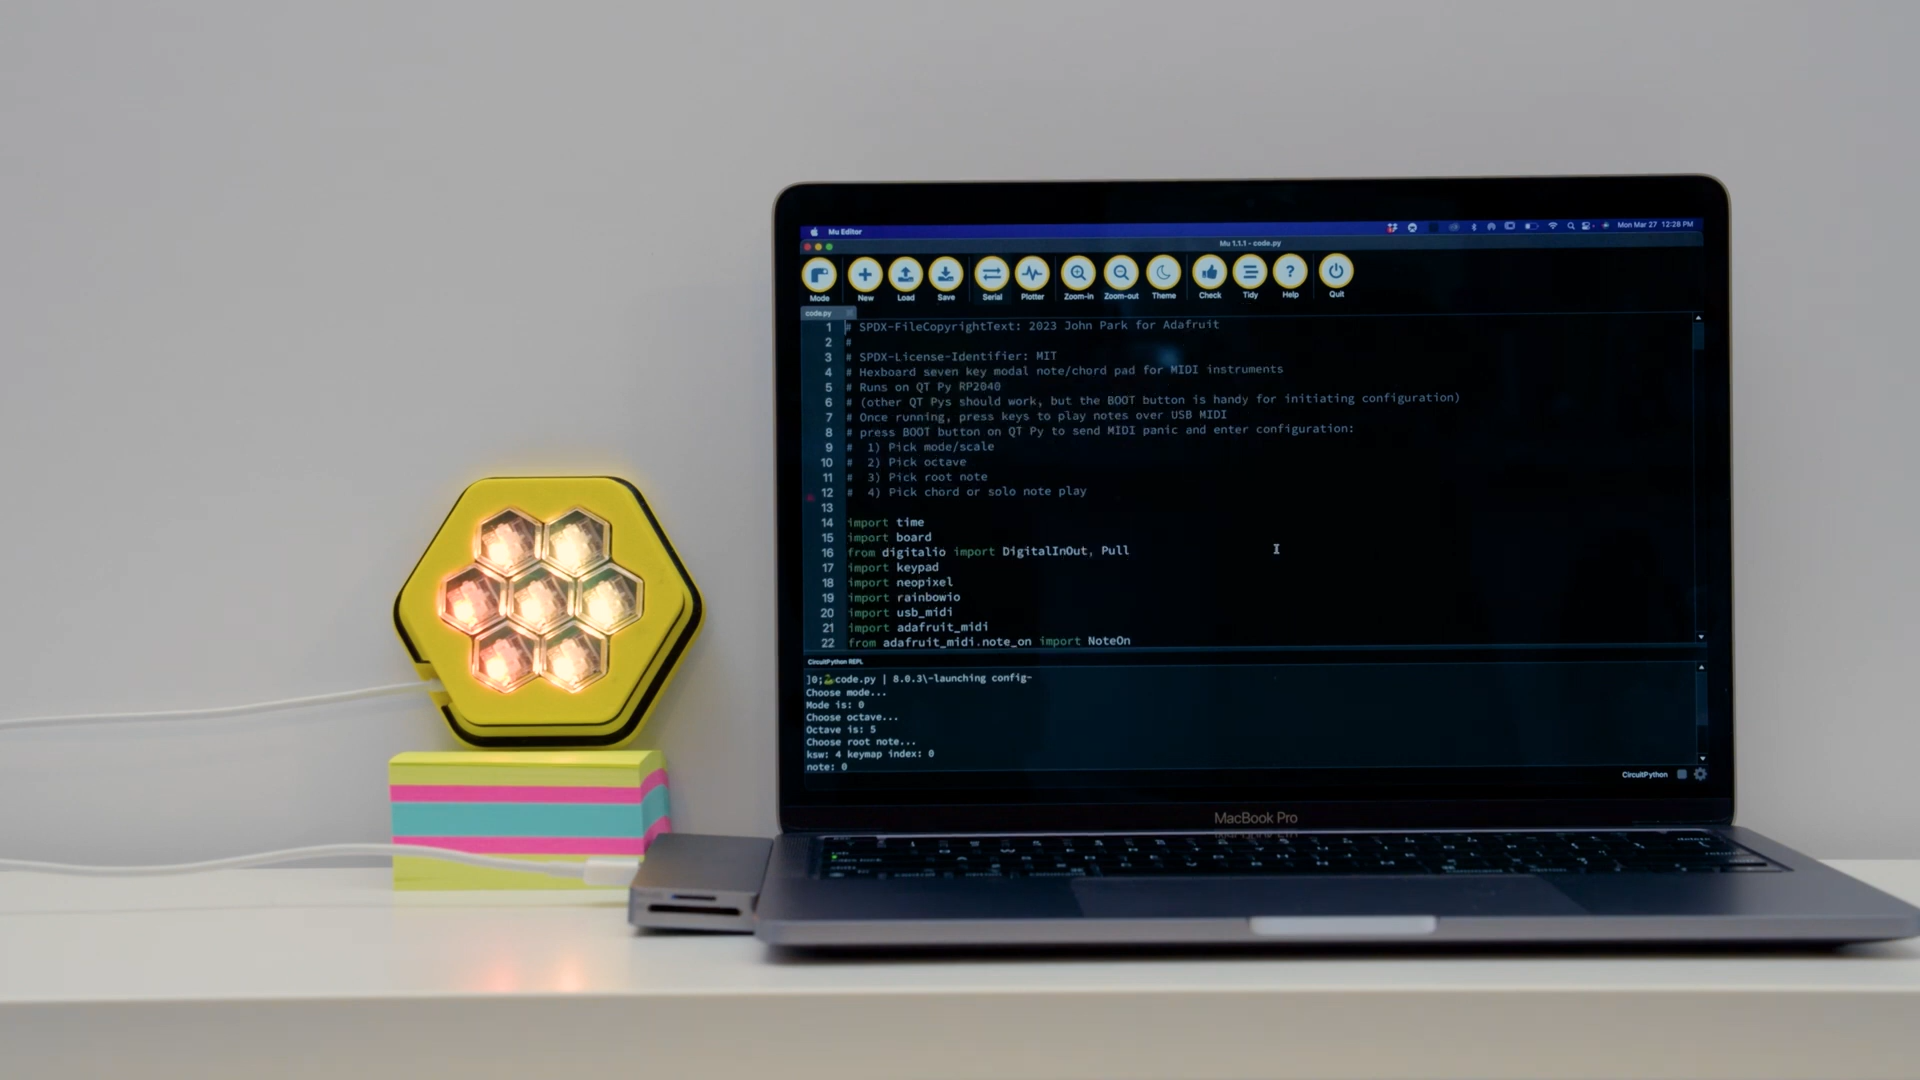 Mu Editor
Mon Mar 27 12:28 PM
Mu 1.1.1 - code.py
Mode New Load Save Serial Plotter Zoom-in Zoom-out Theme Check Tidy Help Quit
code.py
1 # SPDX-FileCopyrightText: 2023 John Park for Adafruit
2 #
3 # SPDX-License-Identifier: MIT
4 # Hexboard seven key modal note/chord pad for MIDI instruments
5 # Runs on QT Py RP2040
6 # (other QT Pys should work, but the BOOT button is handy for initiating configuration)
7 # Once running, press keys to play notes over USB MIDI
8 # press BOOT button on QT Py to send MIDI panic and enter configuration:
9 #  1) Pick mode/scale
10 #  2) Pick octave
11 #  3) Pick root note
12 #  4) Pick chord or solo note play
13
14 import time
15 import board
16 from digitalio import DigitalInOut, Pull
17 import keypad
18 import neopixel
19 import rainbowio
20 import usb_midi
21 import adafruit_midi
22 from adafruit_midi.note_on import NoteOn
CircuitPython REPL
]0;🐍code.py | 8.0.3\-launching config-
Choose mode...
Mode is: 0
Choose octave...
Octave is: 5
Choose root note...
ksw: 4 keymap index: 0
note: 0
CircuitPython
MacBook Pro